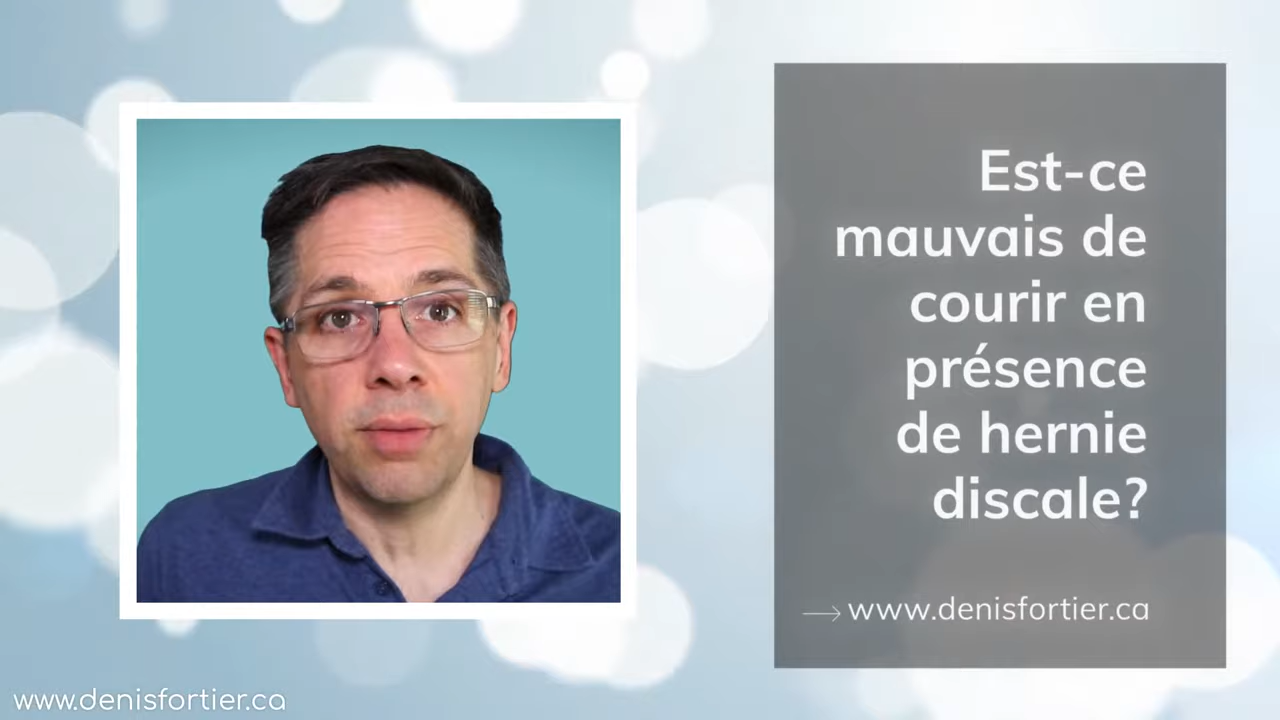 Est-ce
mauvais de
courir en
présence
de hernie
discale?
www.denisfortier.ca
www.denisfortier.ca